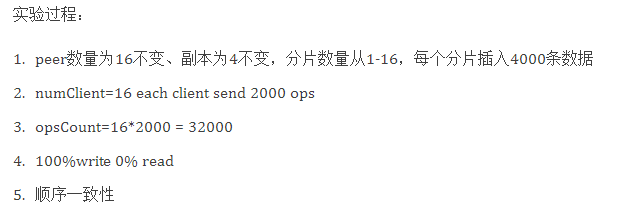 实验过程：
1. peer数量为16不变、副本为4不变，分片数量从1-16，每个分片插入4000条数据
2. numClient=16 each client send 2000 ops
3. opsCount=16*2000 = 32000
4. 100%write 0% read
5. 顺序一致性